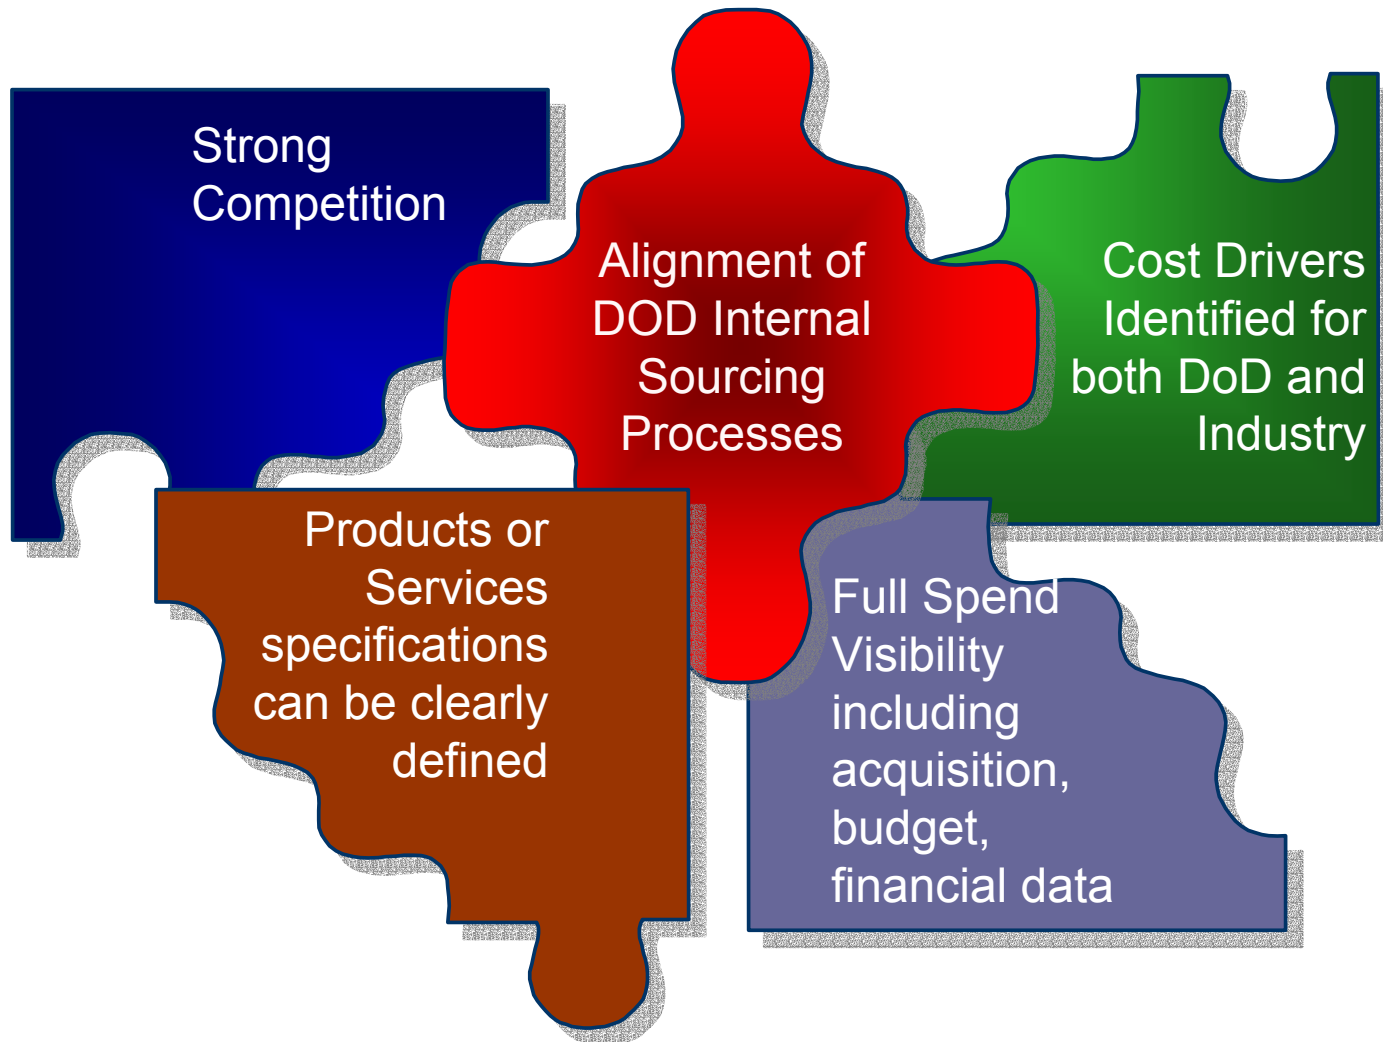 Strong
Competition
Alignment of
DOD Internal
Sourcing
Processes
Cost Drivers
Identified for
both DoD and
Industry
Products or
Services
specifications
can be clearly
defined
Full Spend
Visibility
including
acquisition,
budget,
financial data